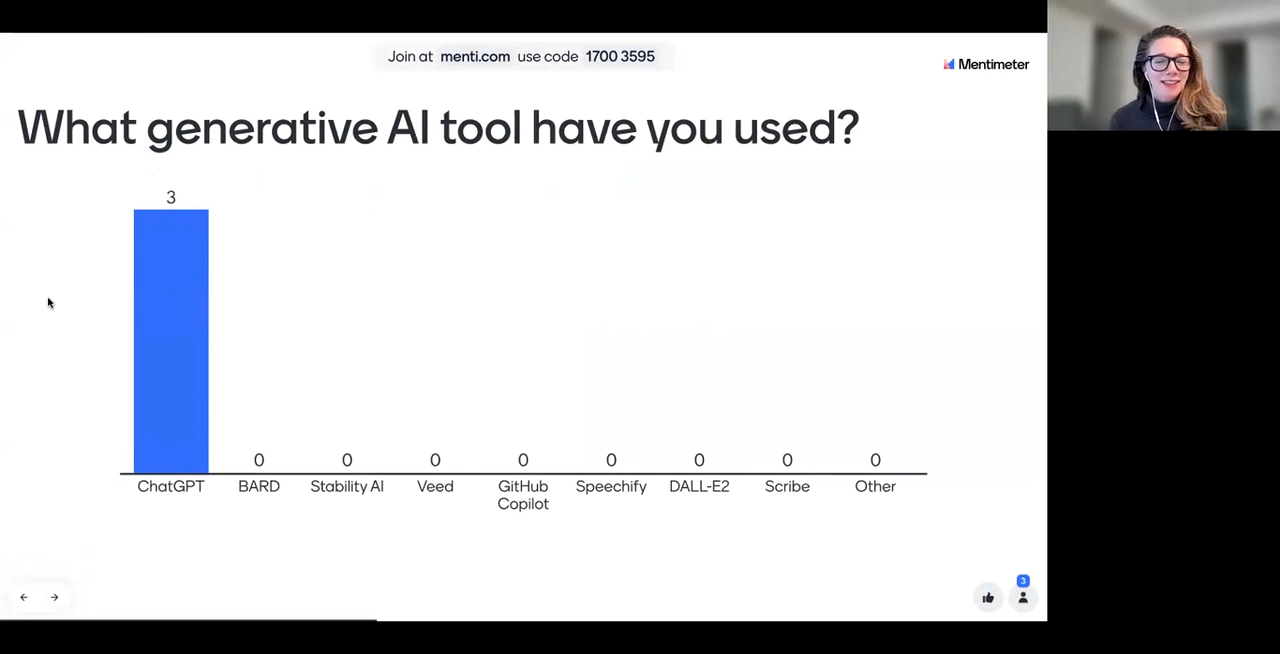 Join at menti.com use code 1700 3595
Mentimeter
What generative AI tool have you used?
3
0 0 0 0 0 0 0 0
ChatGPT BARD Stability AI Veed GitHub Copilot Speechify DALL-E2 Scribe Other
3